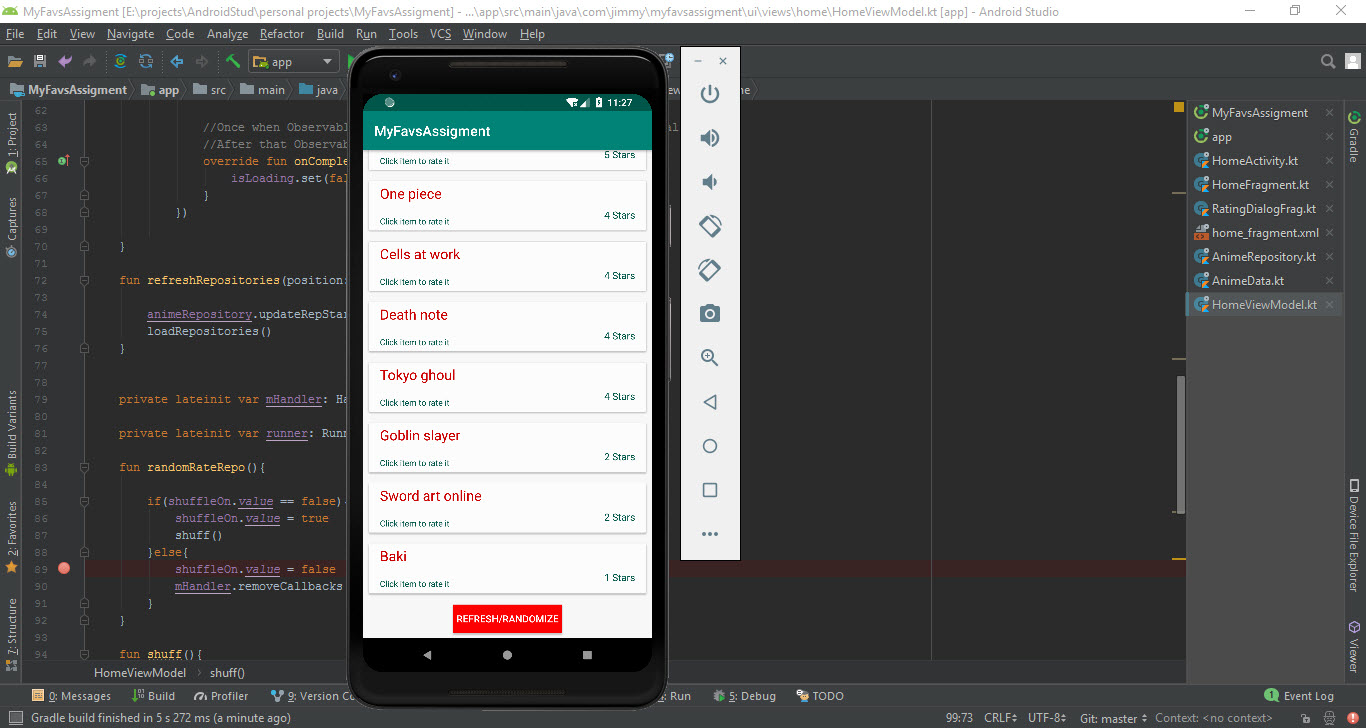 MyFavsAssigment [E:\projects\AndroidStud\personal projects\MyFavsAssigment] - ...\app\src\main\java\com\jimmy\myfavsassigment\ui\views\home\HomeViewModel.kt [app] - Android Studio
File Edit View Navigate Code Analyze Refactor Build Run Tools VCS Window Help
app
MyFavsAssigment app src main java
1: Project
Captures
Build Variants
2: Favorites
7: Structure
62
63 //Once when Observabl
64 //After that Observab
65 override fun onComple
66 isLoading.set(fal
67 }
68 })
69
70 }
71
72 fun refreshRepositories(position:
73
74 animeRepository.updateRepStar
75 loadRepositories()
76 }
77
78
79 private lateinit var mHandler: Ha
80
81 private lateinit var runner: Runn
82
83 fun randomRateRepo(){
84
85 if(shuffleOn.value == false)
86 shuffleOn.value = true
87 shuff()
88 }else{
89 shuffleOn.value = false
90 mHandler.removeCallbacks
91 }
92 }
93
94 fun shuff(){
11:27
MyFavsAssigment
5 Stars
Click item to rate it
One piece
4 Stars
Click item to rate it
Cells at work
4 Stars
Click item to rate it
Death note
4 Stars
Click item to rate it
Tokyo ghoul
4 Stars
Click item to rate it
Goblin slayer
2 Stars
Click item to rate it
Sword art online
2 Stars
Click item to rate it
Baki
1 Stars
Click item to rate it
REFRESH/RANDOMIZE
MyFavsAssigment
app
HomeActivity.kt
HomeFragment.kt
RatingDialogFrag.kt
home_fragment.xml
AnimeRepository.kt
AnimeData.kt
HomeViewModel.kt
Gradle
Device File Explorer
Viewer
HomeViewModel shuff()
0: Messages Build Profiler 9: Version Co Run 5: Debug TODO 1 Event Log
Gradle build finished in 5 s 272 ms (a minute ago) 99:73 CRLF UTF-8 Git: master Context: <no context>